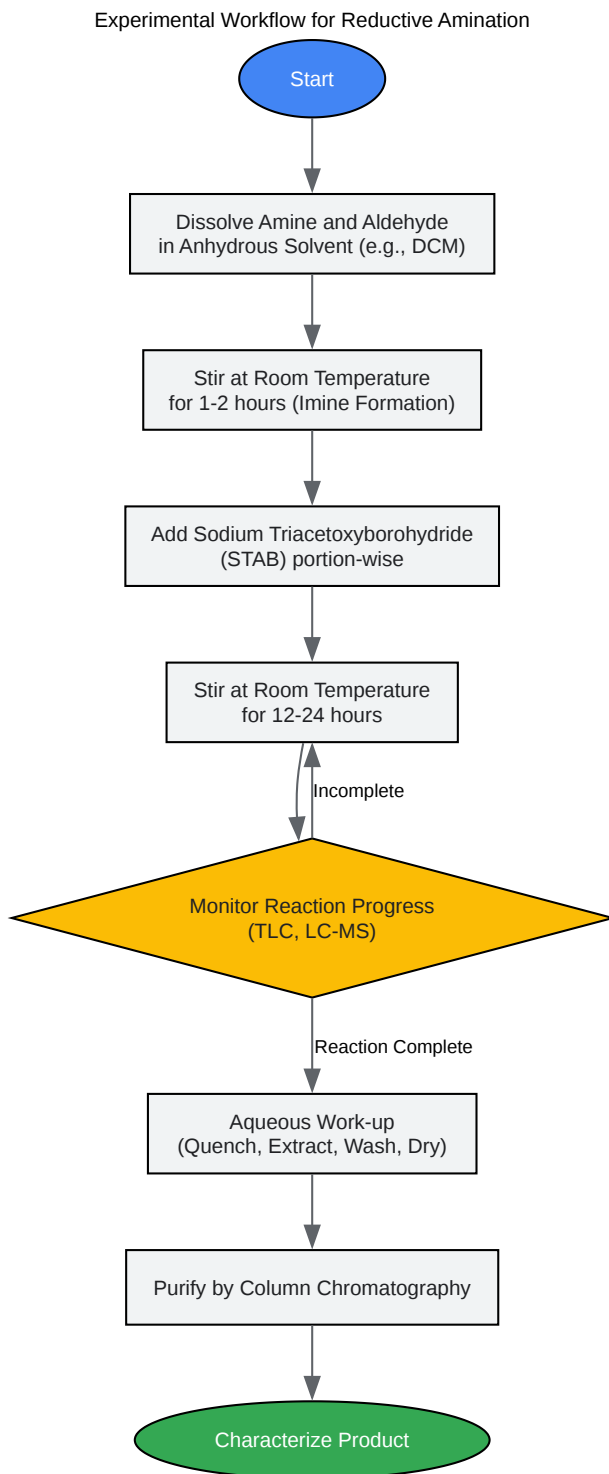 Experimental Workflow for Reductive Amination
Start
Dissolve Amine and Aldehyde
in Anhydrous Solvent (e.g., DCM)
Stir at Room Temperature
for 1-2 hours (Imine Formation)
Add Sodium Triacetoxyborohydride
(STAB) portion-wise
Stir at Room Temperature
for 12-24 hours
Incomplete
Monitor Reaction Progress
(TLC, LC-MS)
Reaction Complete
Aqueous Work-up
(Quench, Extract, Wash, Dry)
Purify by Column Chromatography
Characterize Product